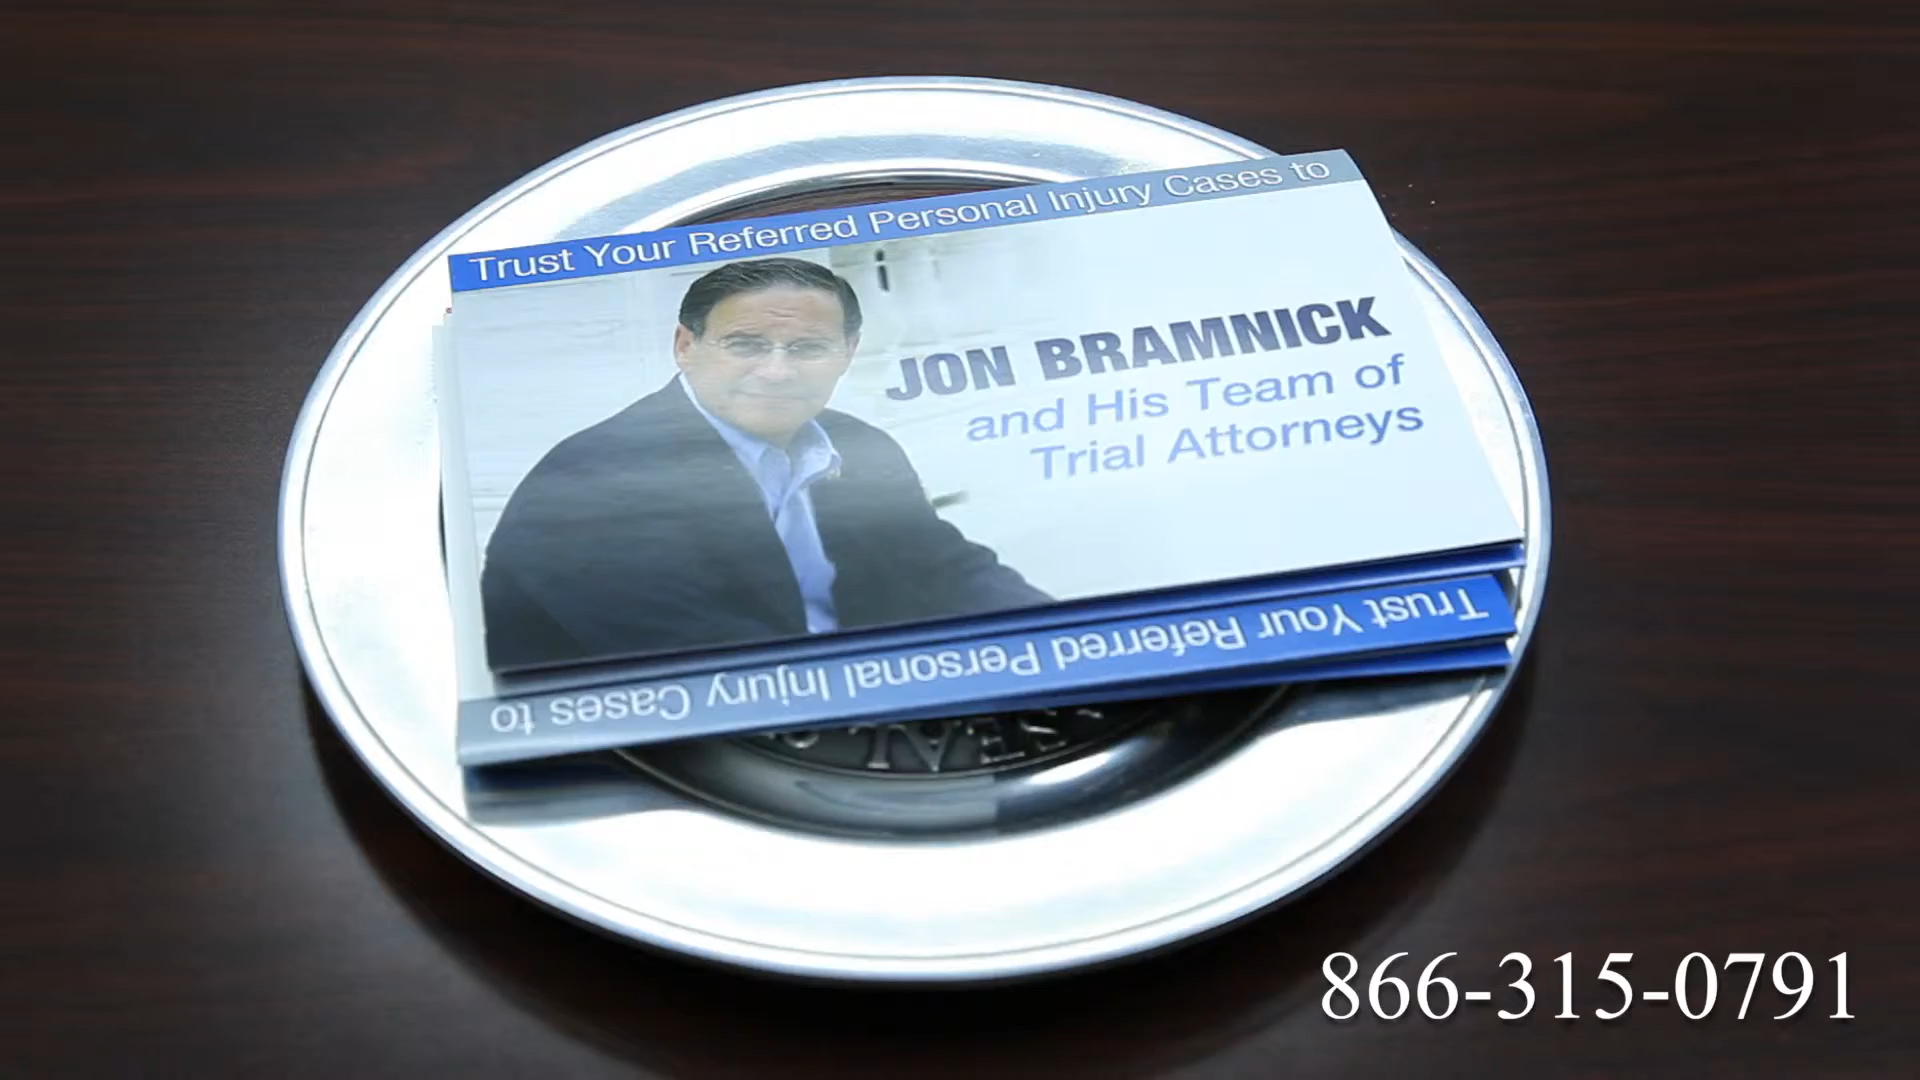 Trust Your Referred Personal Injury Cases to
JON BRAMNICK
and His Team of
Trial Attorneys
Trust Your Referred Personal Injury Cases to
SEAL
866-315-0791